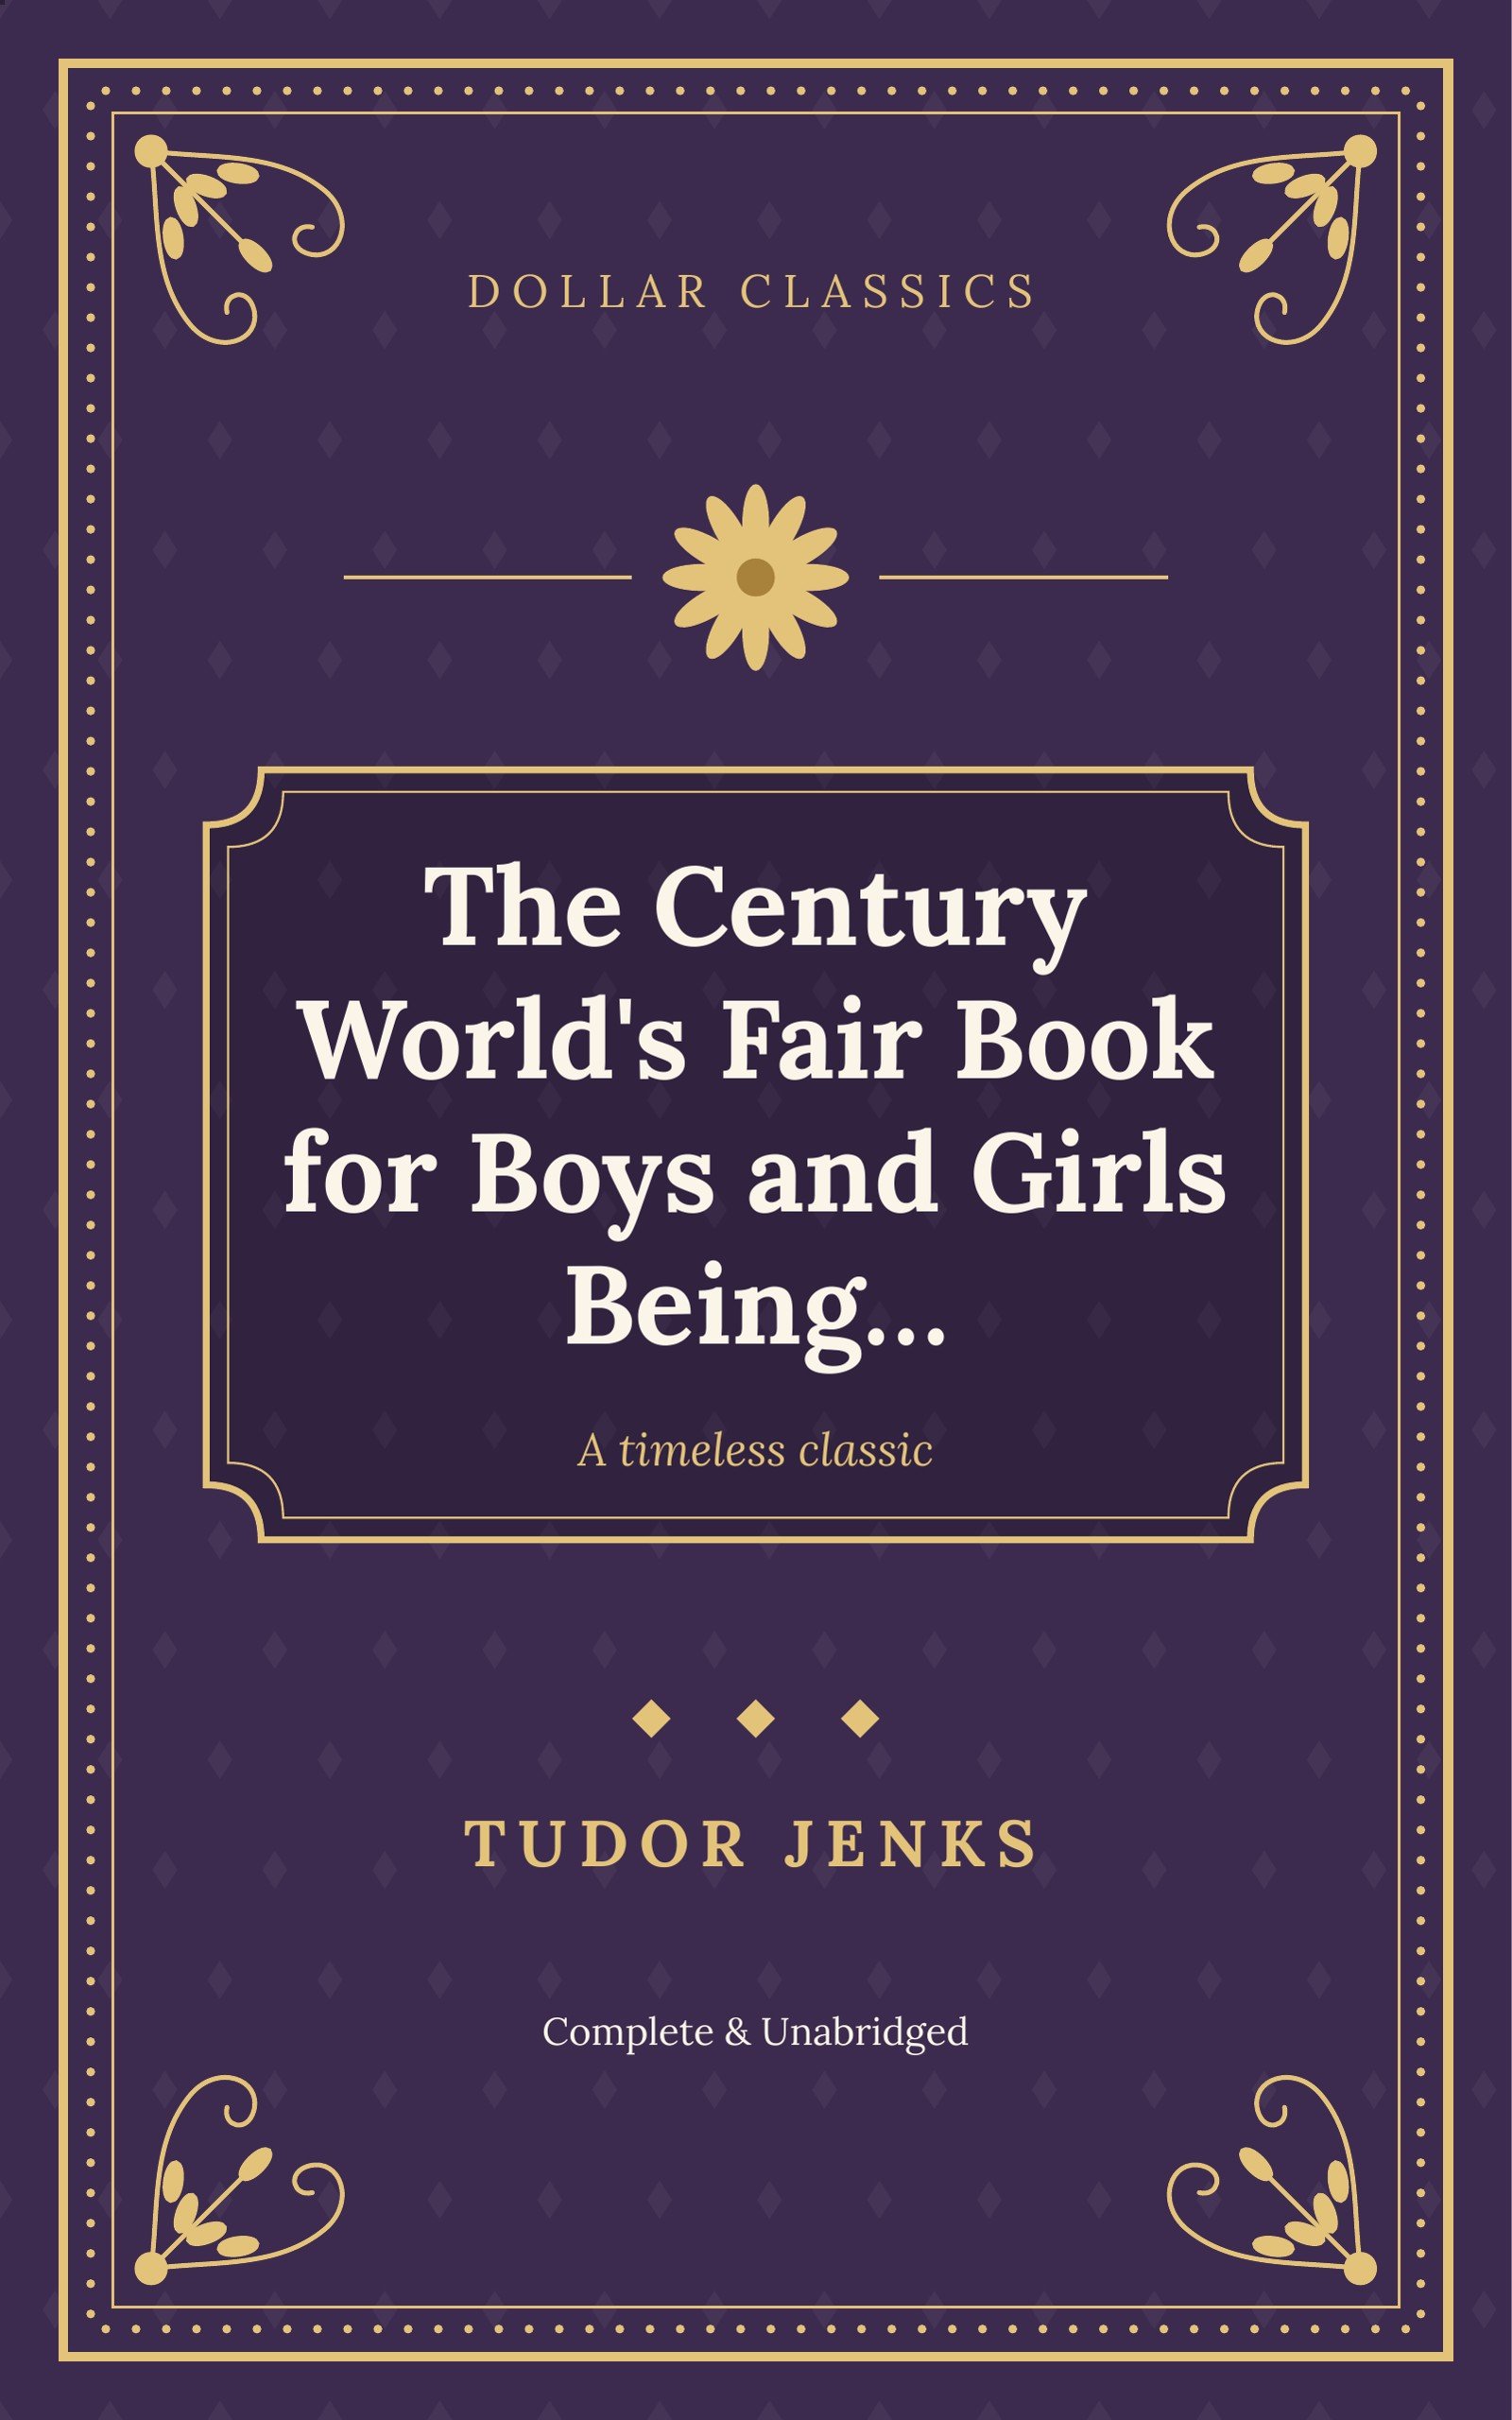 DOLLAR CLASSICS
The Century
World's Fair Book
for Boys and Girls
Being...
A timeless classic
TUDOR JENKS
Complete & Unabridged